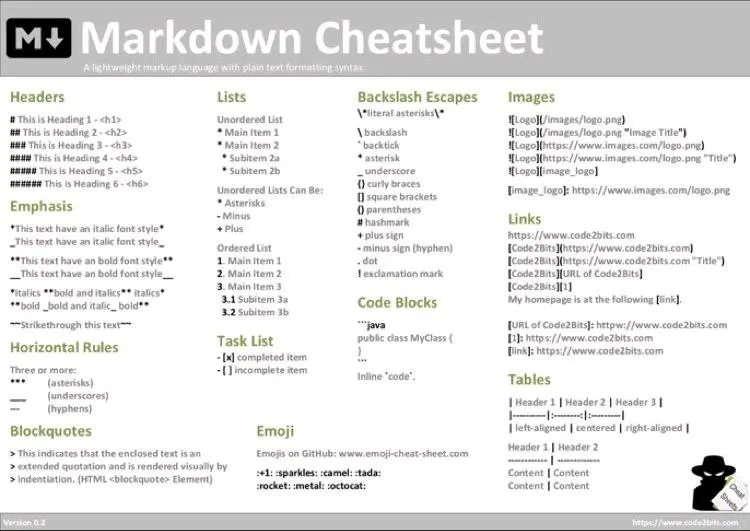 M↓ Markdown Cheatsheet
A lightweight markup language with plain text formatting syntax.
Headers
# This is Heading 1 - <h1>
## This is Heading 2 - <h2>
### This is Heading 3 - <h3>
#### This is Heading 4 - <h4>
##### This is Heading 5 - <h5>
###### This is Heading 6 - <h6>
Emphasis
*This text have an italic font style*
_This text have an italic font style_
**This text have an bold font style**
__This text have an bold font style__
*italics **bold and italics** italics*
**bold _bold and italic_ bold**
~~Strikethrough this text~~
Horizontal Rules
Three or more:
*** (asterisks)
___ (underscores)
--- (hyphens)
Blockquotes
> This indicates that the enclosed text is an
> extended quotation and is rendered visually by
> indentiation. (HTML <blockquote> Element)
Lists
Unordered List
* Main Item 1
* Main Item 2
* Subitem 2a
* Subitem 2b
Unordered Lists Can Be:
* Asterisks
- Minus
+ Plus
Ordered List
1. Main Item 1
2. Main Item 2
3. Main Item 3
3.1 Subitem 3a
3.2 Subitem 3b
Task List
- [x] completed item
- [ ] incomplete item
Emoji
Emojis on GitHub: www.emoji-cheat-sheet.com
:+1: :sparkles: :camel: :tada:
:rocket: :metal: :octocat:
Backslash Escapes
\*literal asterisks\*
\ backslash
` backtick
* asterisk
_ underscore
{} curly braces
[] square brackets
() parentheses
# hashmark
+ plus sign
- minus sign (hyphen)
. dot
! exclamation mark
Code Blocks
```java
public class MyClass {
}
```
Inline `code`.
Images
![Logo](/images/logo.png)
![Logo](/images/logo.png "Image Title")
![Logo](https://www.images.com/logo.png)
![Logo](https://www.images.com/logo.png "Title")
![Logo][image_logo]
[image_logo]: https://www.images.com/logo.png
Links
https://www.code2bits.com
[Code2Bits](https://www.code2bits.com)
[Code2Bits](https://www.code2bits.com "Title")
[Code2Bits][URL of Code2Bits]
[Code2Bits][1]
My homepage is at the following [link].
[URL of Code2Bits]: httpw://www.code2bits.com
[1]: https://www.code2bits.com
[link]: https://www.code2bits.com
Tables
| Header 1 | Header 2 | Header 3 |
|----------|:--------:|:---------|
| left-aligned | centered | right-aligned |
Header 1 | Header 2
------------ | -------------
Content | Content
Content | Content
Cheat
Sheets
Version 0.2
https://www.code2bits.com